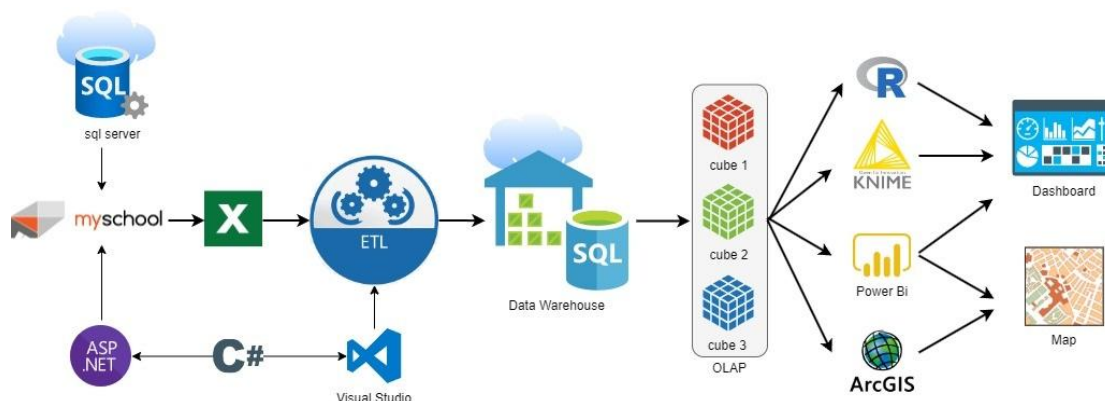 SQL
sql server
myschool
X
ETL
ASP
.NET
C#
Visual Studio
SQL
Data Warehouse
cube 1
cube 2
cube 3
OLAP
R
KNIME
Power Bi
ArcGIS
Dashboard
Map